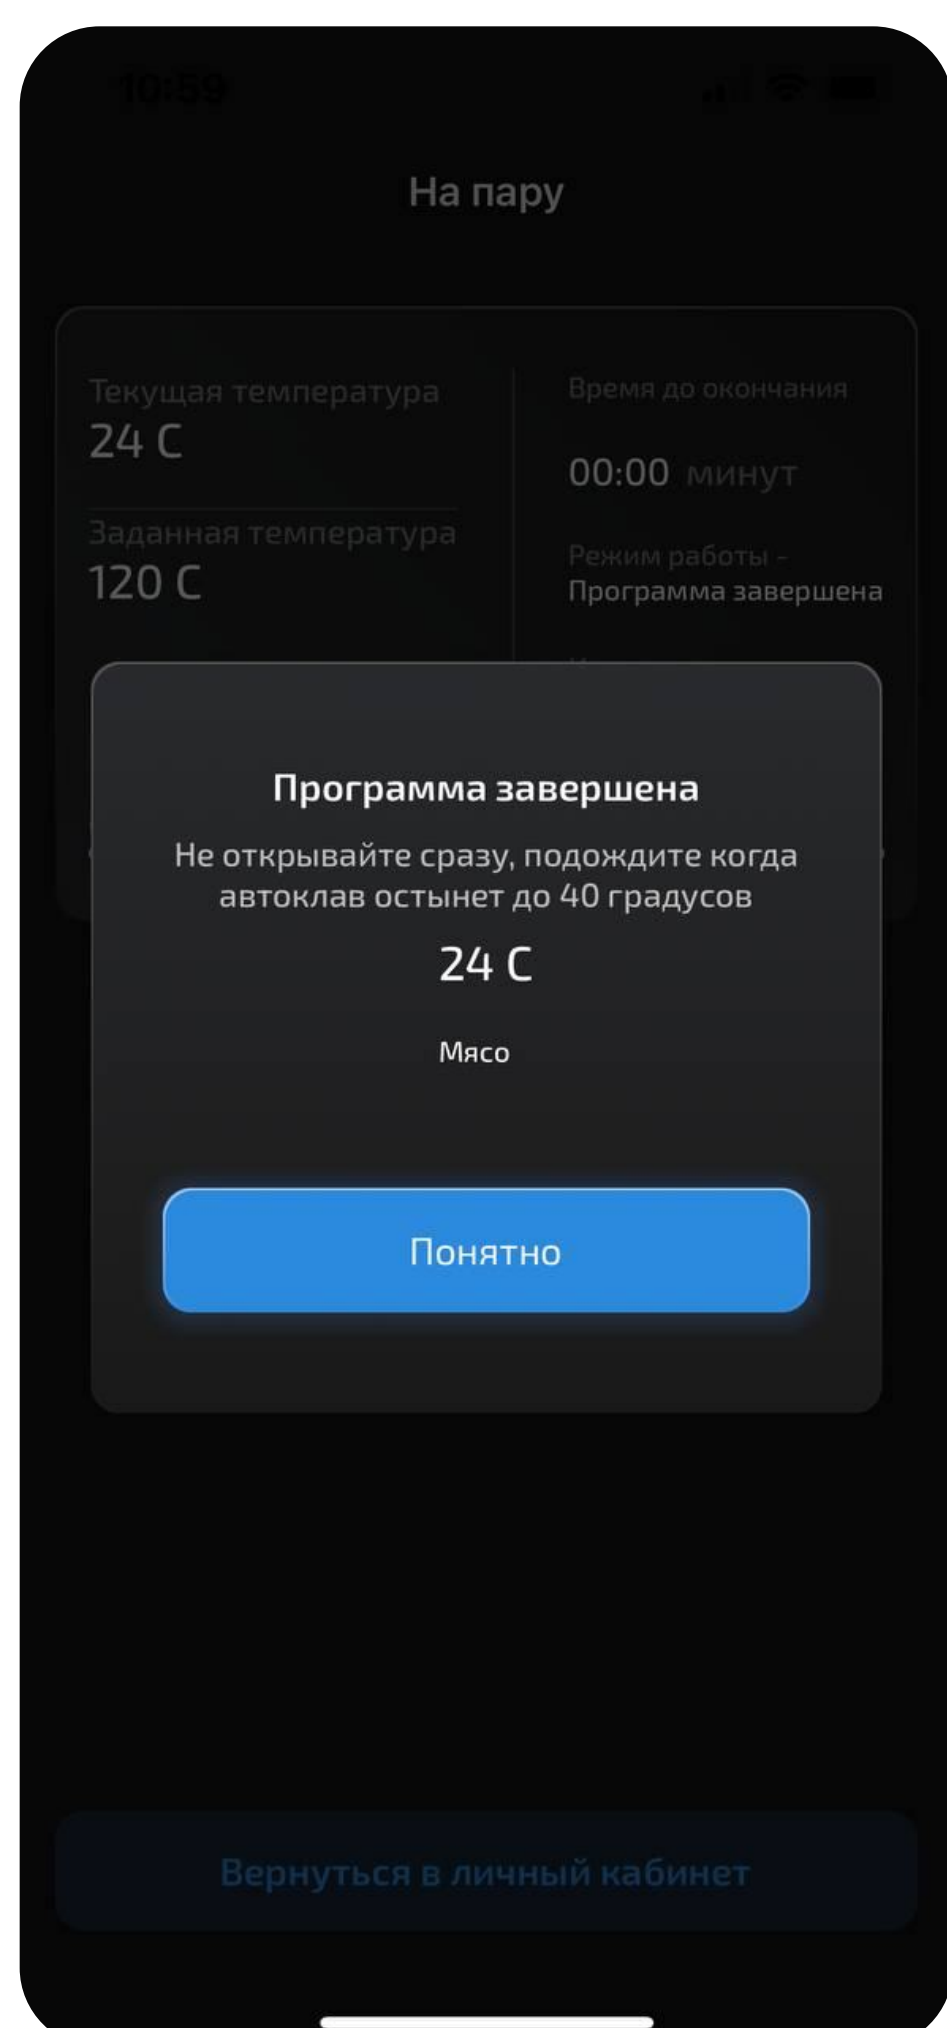 10:59
На пару
Текущая температура
24 С
Время до окончания
00:00 минут
Заданная температура
120 С
Режим работы -
Программа завершена
Программа завершена
Не открывайте сразу, подождите когда
автоклав остынет до 40 градусов
24 С
Мясо
Понятно
Вернуться в личный кабинет